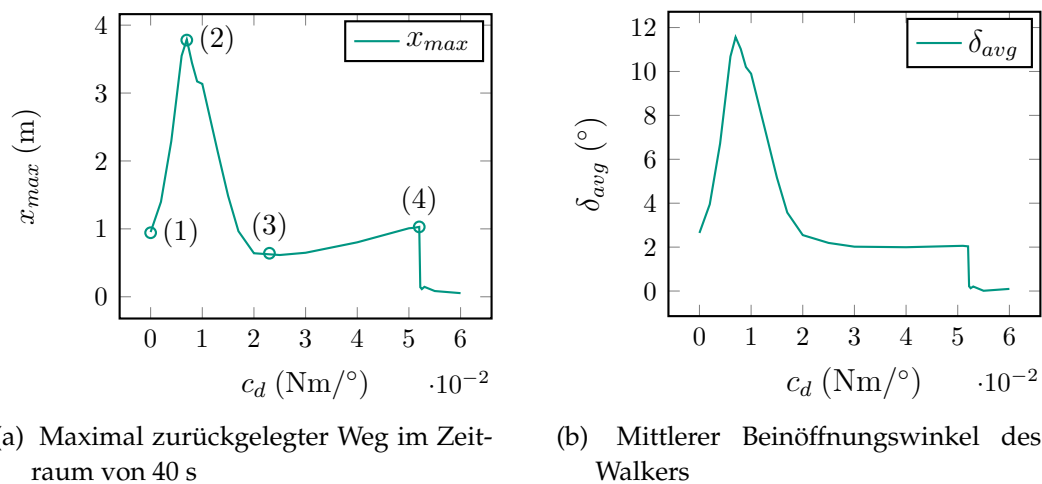 4
3
2
1
0
x_max (m)
(1)
(2)
(3)
(4)
x_max
0 1 2 3 4 5 6
c_d (Nm/°) ·10⁻²
12
10
8
6
4
2
0
δ_avg (°)
δ_avg
0 1 2 3 4 5 6
c_d (Nm/°) ·10⁻²
a) Maximal zurückgelegter Weg im Zeit-
raum von 40 s
(b) Mittlerer Beinöffnungswinkel des
Walkers